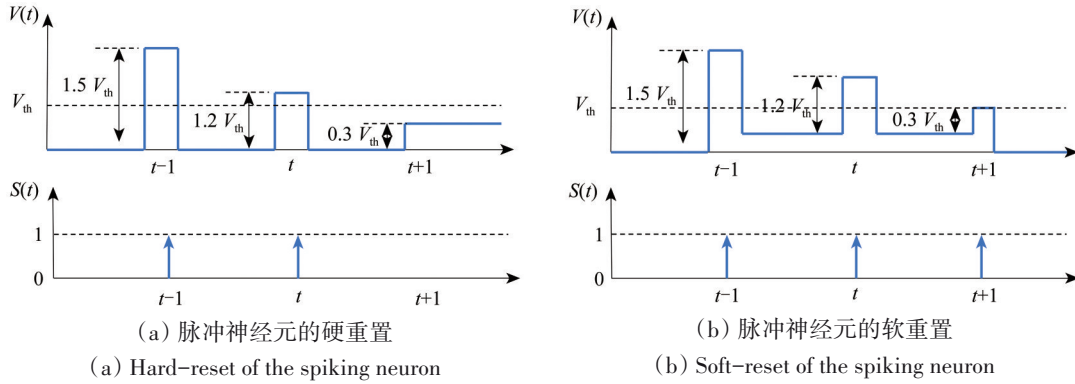 V(t)
1.5 V_th
V_th
1.2 V_th
0.3 V_th
t−1
t
t+1
S(t)
1
0
t−1
t
t+1
(a) 脉冲神经元的硬重置
(a) Hard−reset of the spiking neuron
V(t)
1.5 V_th
V_th
1.2 V_th
0.3 V_th
t−1
t
t+1
S(t)
1
0
t−1
t
t+1
(b) 脉冲神经元的软重置
(b) Soft−reset of the spiking neuron